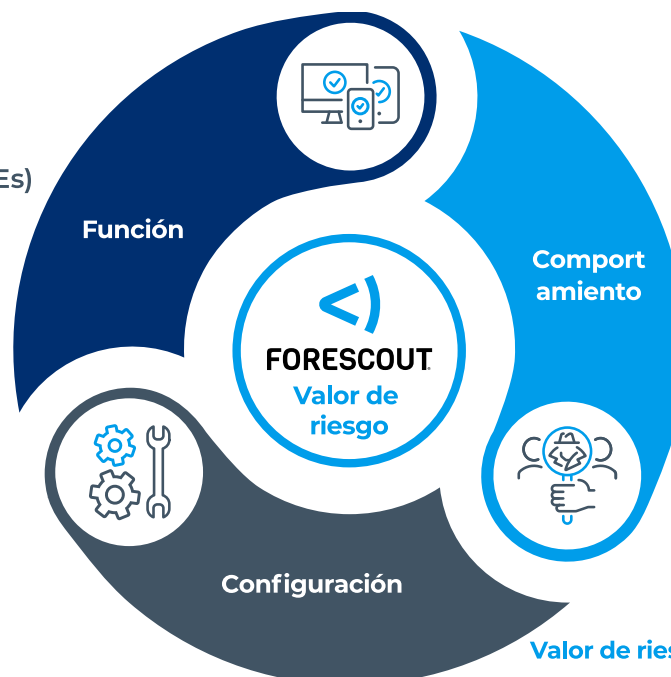 Es)
Función
Comport
amiento
FORESCOUT
Valor de
riesgo
Configuración
Valor de ries